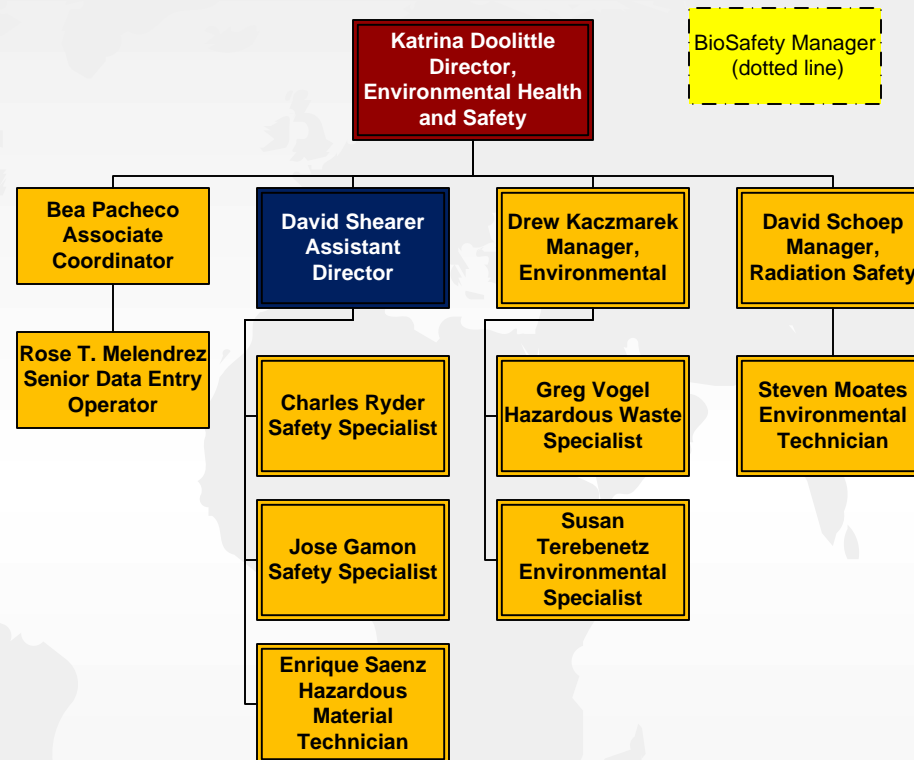 Katrina Doolittle
Director,
Environmental Health
and Safety
BioSafety Manager
(dotted line)
Bea Pacheco
Associate
Coordinator
David Shearer
Assistant
Director
Drew Kaczmarek
Manager,
Environmental
David Schoep
Manager,
Radiation Safety
Rose T. Melendrez
Senior Data Entry
Operator
Charles Ryder
Safety Specialist
Greg Vogel
Hazardous Waste
Specialist
Steven Moates
Environmental
Technician
Jose Gamon
Safety Specialist
Susan
Terebenetz
Environmental
Specialist
Enrique Saenz
Hazardous
Material
Technician